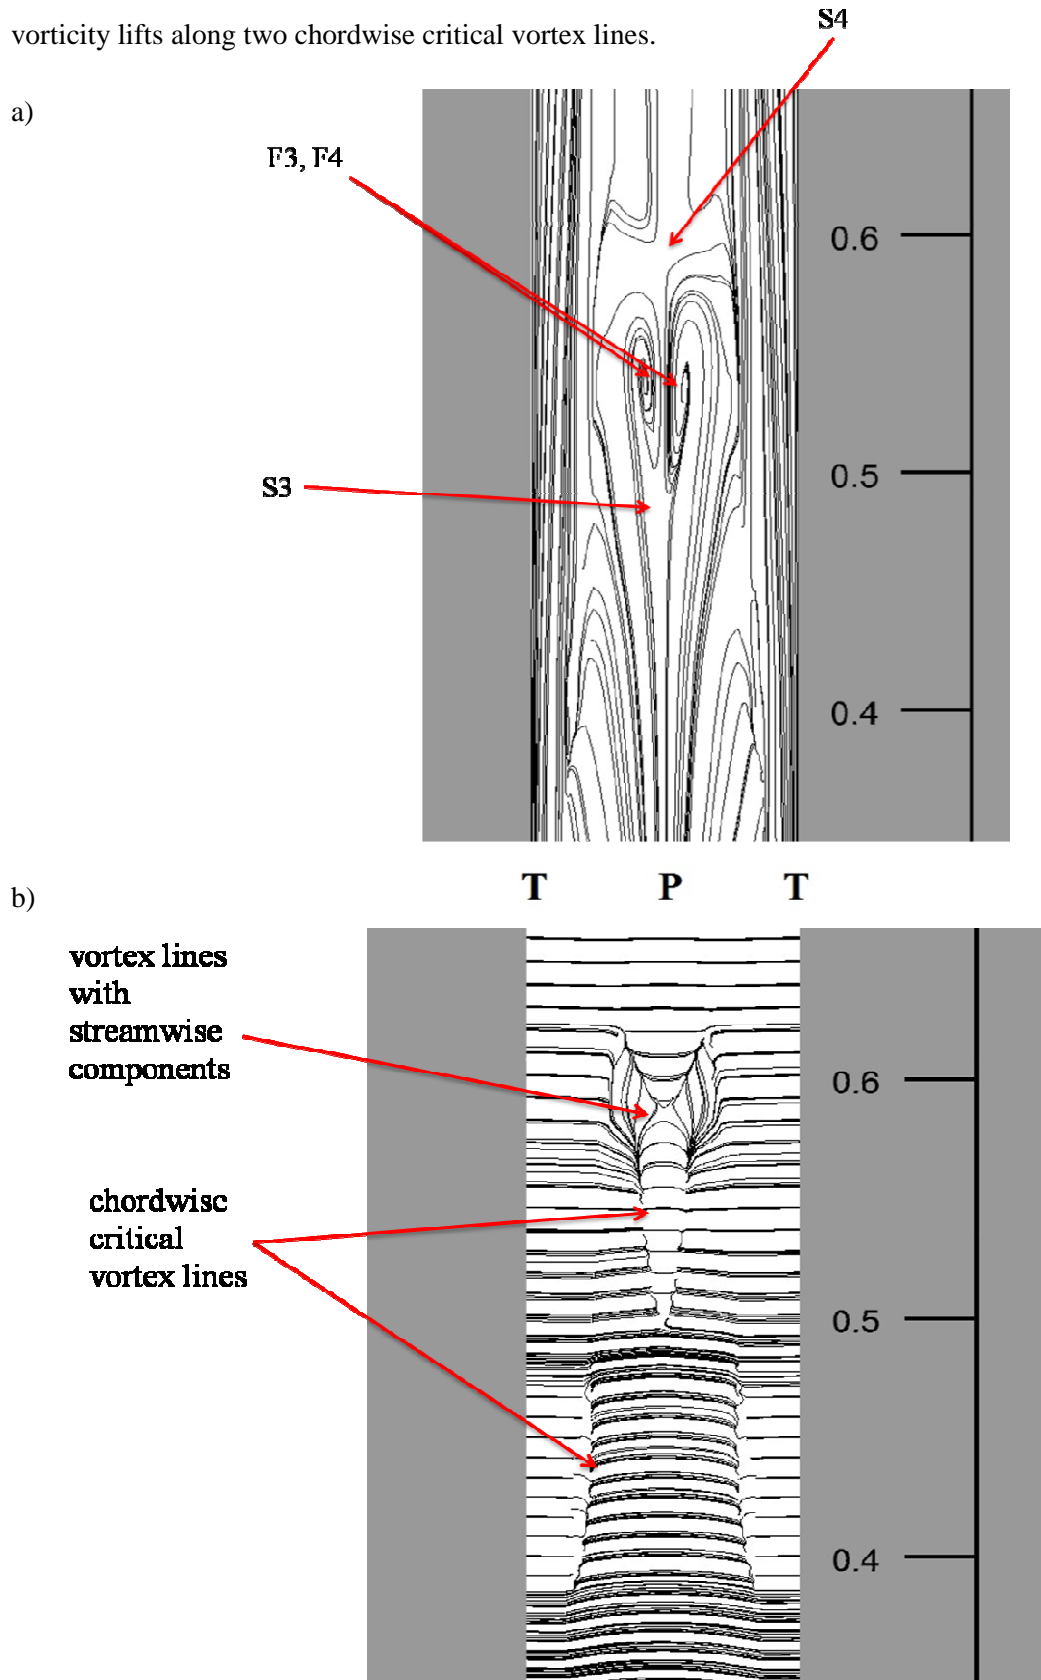 vorticity lifts along two chordwise critical vortex lines.
S4
a)
F3, F4
0.6
S3
0.5
0.4
T P T
b)
vortex lines
with
streamwise
components
0.6
chordwise
critical
vortex lines
0.5
0.4